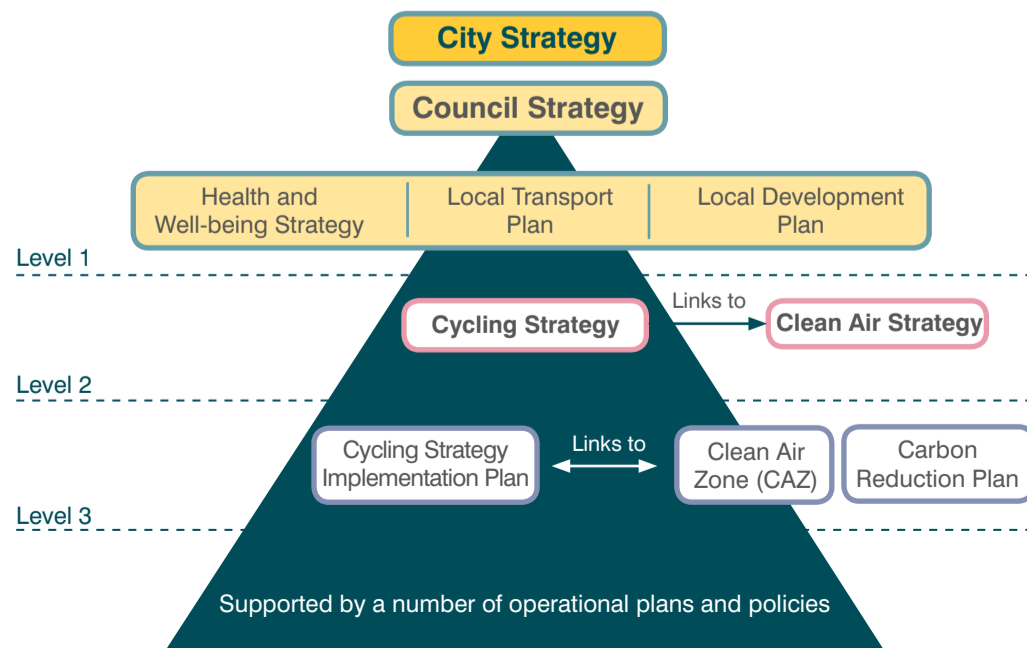 City Strategy
Council Strategy
Health and
Well-being Strategy
Local Transport
Plan
Local Development
Plan
Level 1
Cycling Strategy
Links to
Clean Air Strategy
Level 2
Cycling Strategy
Implementation Plan
Links to
Clean Air
Zone (CAZ)
Carbon
Reduction Plan
Level 3
Supported by a number of operational plans and policies